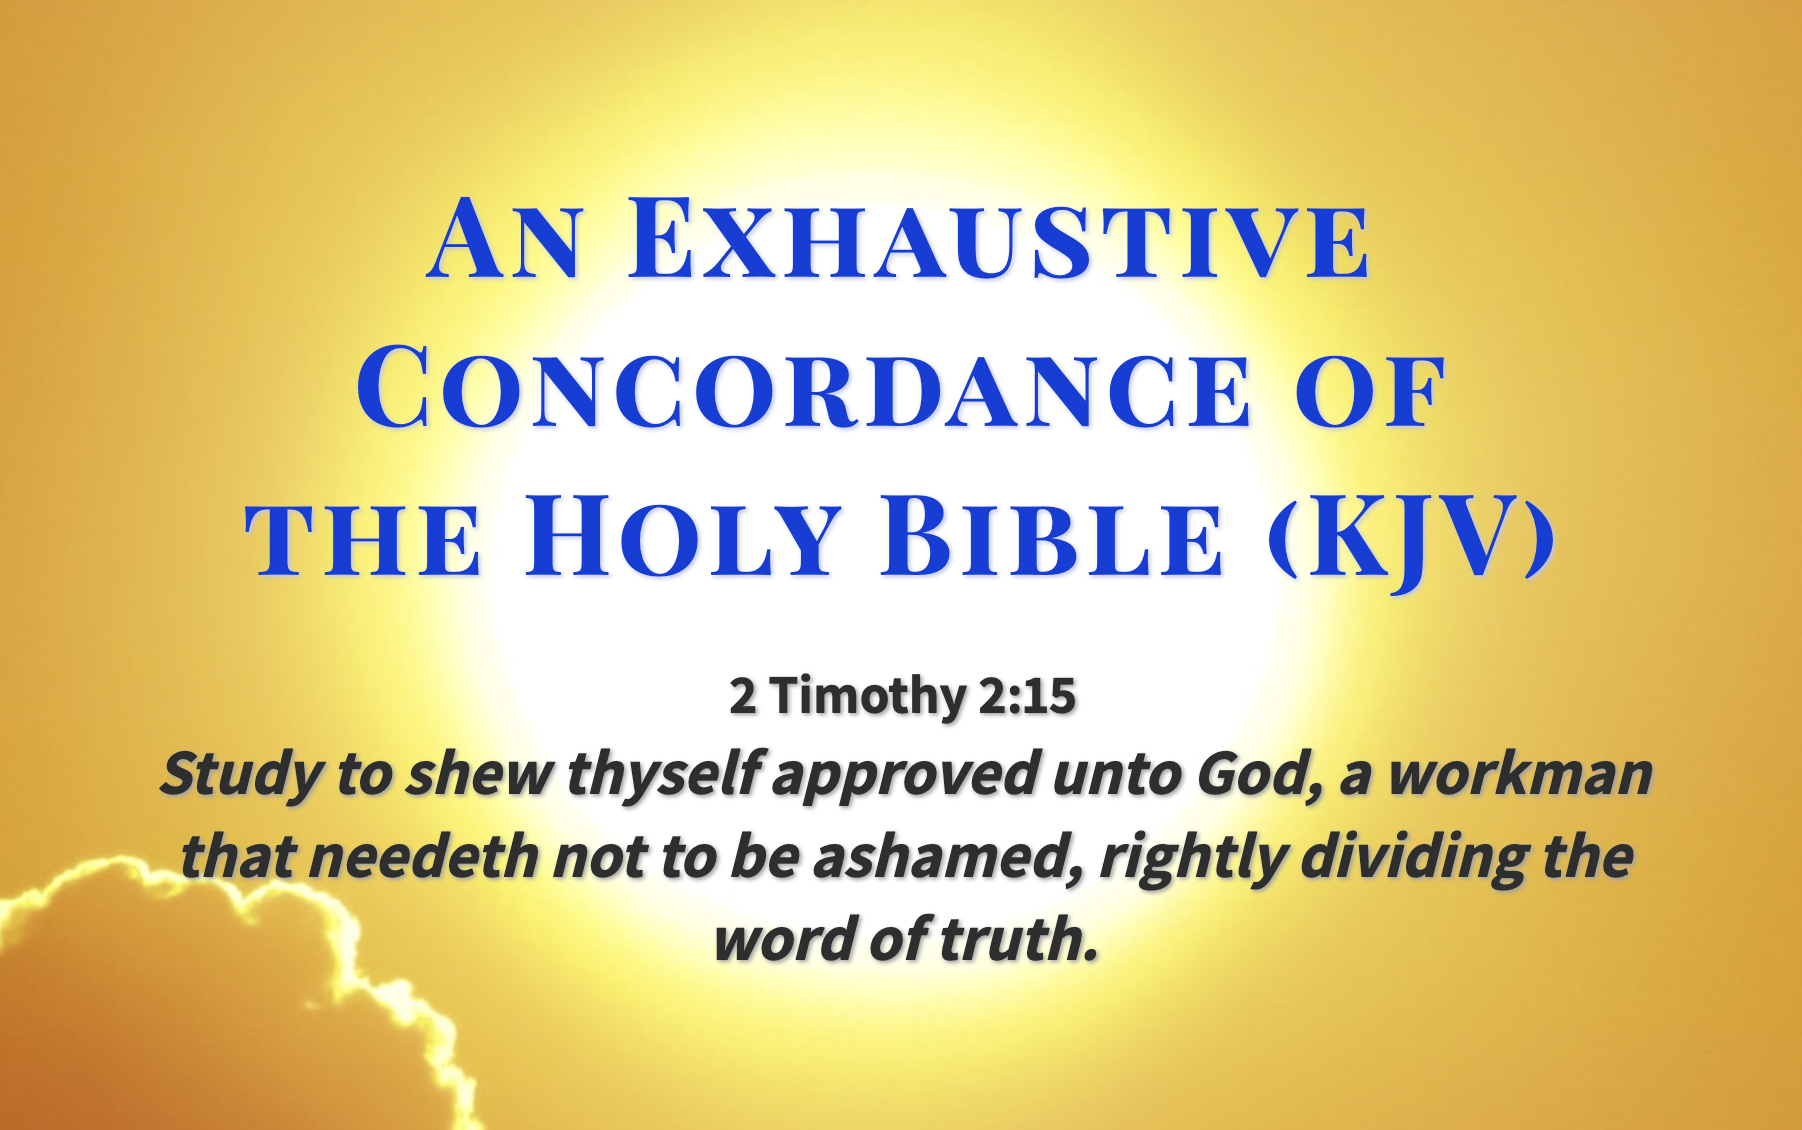 An Exhaustive
Concordance of
the Holy Bible (KJV)
2 Timothy 2:15
Study to shew thyself approved unto God, a workman
that needeth not to be ashamed, rightly dividing the
word of truth.